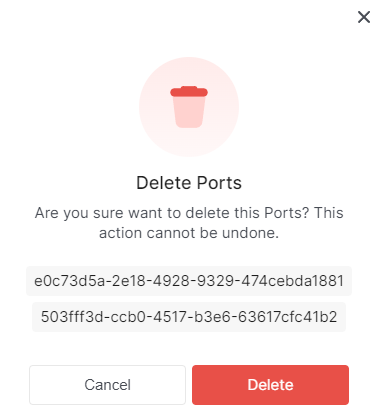 Delete Ports
Are you sure want to delete this Ports? This
action cannot be undone.
e0c73d5a-2e18-4928-9329-474cebda1881
503fff3d-ccb0-4517-b3e6-63617cfc41b2
Cancel
Delete